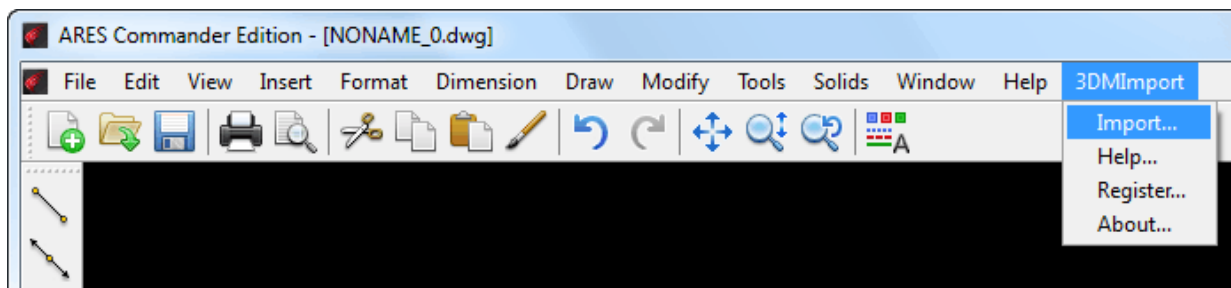 ARES Commander Edition - [NONAME_0.dwg]
File Edit View Insert Format Dimension Draw Modify Tools Solids Window Help 3DMImport
A
Import...
Help...
Register...
About...